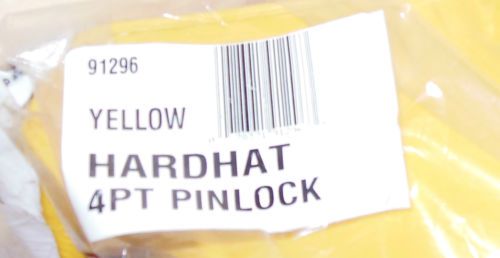 91296
YELLOW
HARDHAT
4PT PINLOCK